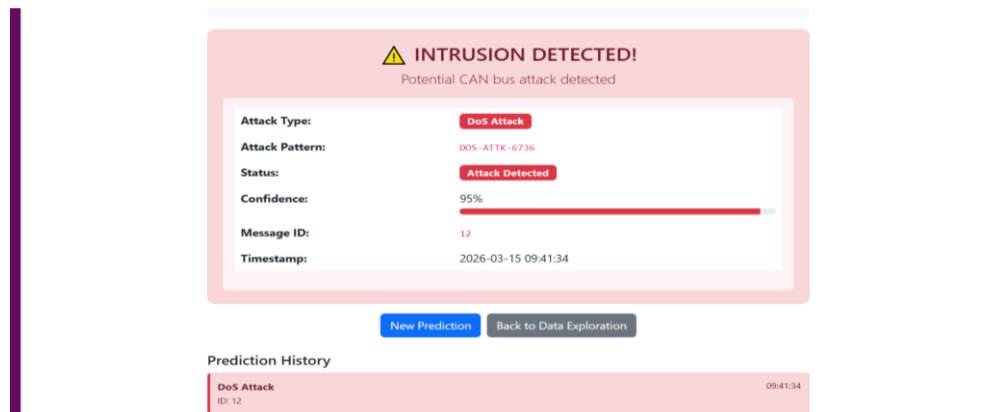 INTRUSION DETECTED!
Potential CAN bus attack detected
Attack Type: DoS Attack
Attack Pattern: DOS-ATTK-6736
Status: Attack Detected
Confidence: 95%
Message ID: 12
Timestamp: 2026-03-15 09:41:34
New Prediction Back to Data Exploration
Prediction History
DoS Attack 09:41:34
ID: 12